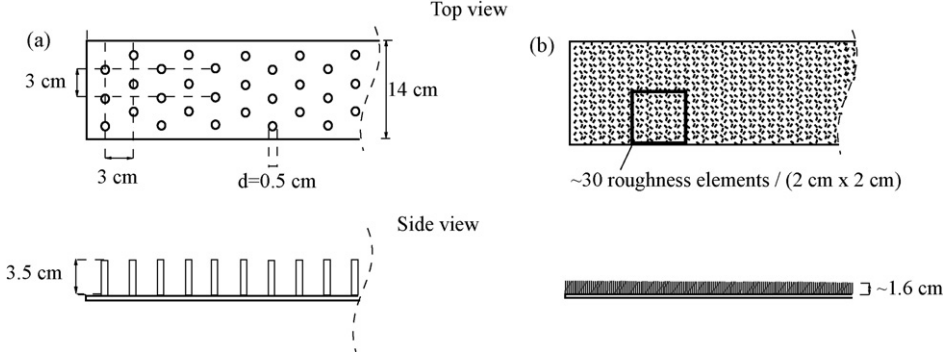 Top view
(a)
(b)
3 cm
14 cm
3 cm
d=0.5 cm
~30 roughness elements / (2 cm x 2 cm)
Side view
3.5 cm
~1.6 cm